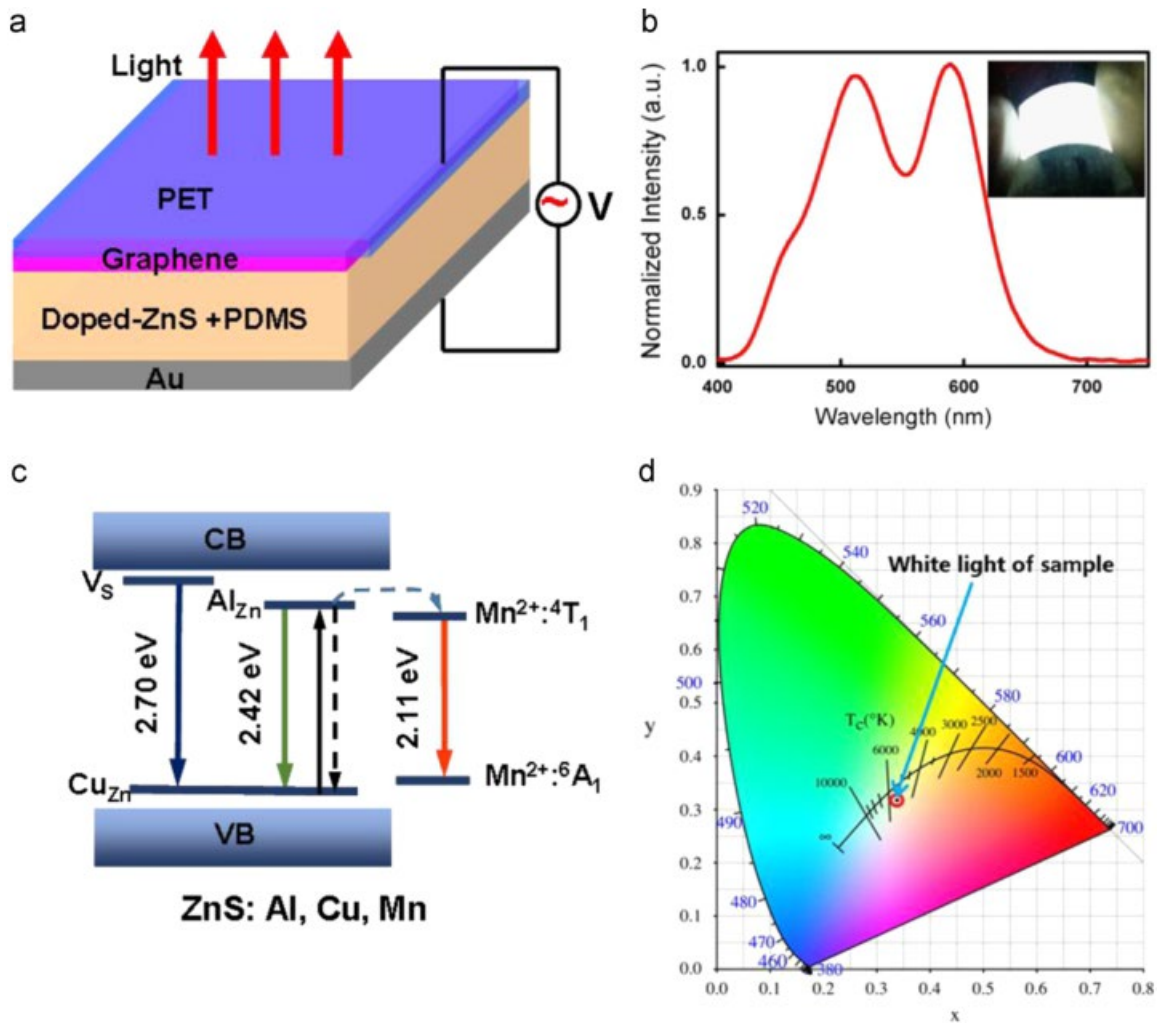 a
Light
PET
Graphene
Doped-ZnS +PDMS
Au
~
V
b
Normalized Intensity (a.u.)
1.0
0.5
0.0
400
500
600
700
Wavelength (nm)
c
CB
V_S
Al_Zn
Mn²⁺:⁴T₁
2.70 eV
2.42 eV
2.11 eV
Cu_Zn
Mn²⁺:⁶A₁
VB
ZnS: Al, Cu, Mn
d
0.9
0.8
0.7
0.6
0.5
0.4
0.3
0.2
0.1
0.0
y
520
540
White light of sample
560
500
580
T_C(°K)
4000
3000
2500
6000
600
10000
2000
1500
620
490
700
∞
480
470
460
380
0.0
0.1
0.2
0.3
0.4
0.5
0.6
0.7
0.8
x